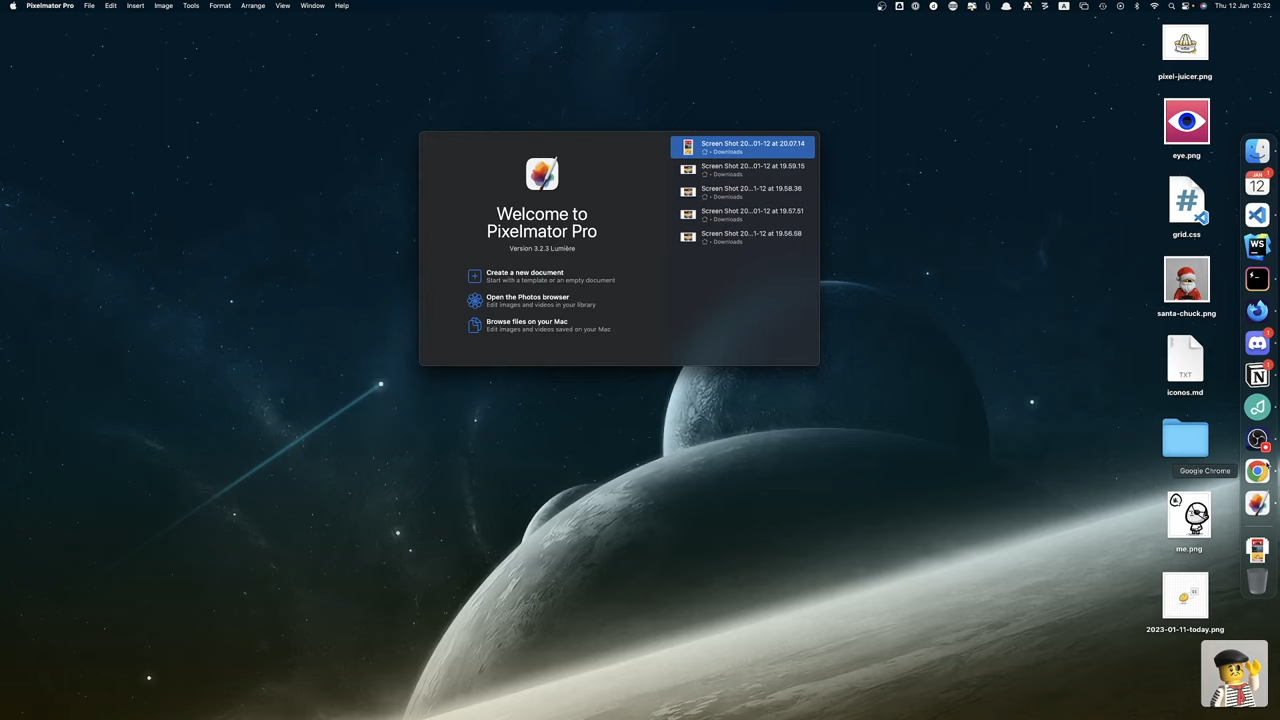 Pixelmator Pro File Edit Insert Image Tools Format Arrange View Window Help
Thu 12 Jan 20:32
Welcome to
Pixelmator Pro
Version 3.2.3 Lumière
Create a new document
Start with a template or an empty document
Open the Photos browser
Edit images and videos in your library
Browse files on your Mac
Edit images and videos saved on your Mac
Screen Shot 20...01-12 at 20.07.14
Downloads
Screen Shot 20...01-12 at 19.59.15
Downloads
Screen Shot 20...1-12 at 19.58.36
Downloads
Screen Shot 20...01-12 at 19.57.51
Downloads
Screen Shot 20...1-12 at 19.56.58
Downloads
pixel-juicer.png
eye.png
#
grid.css
santa-chuck.png
TXT
iconos.md
me.png
2023-01-11-today.png
JAN
12
WS
Google Chrome